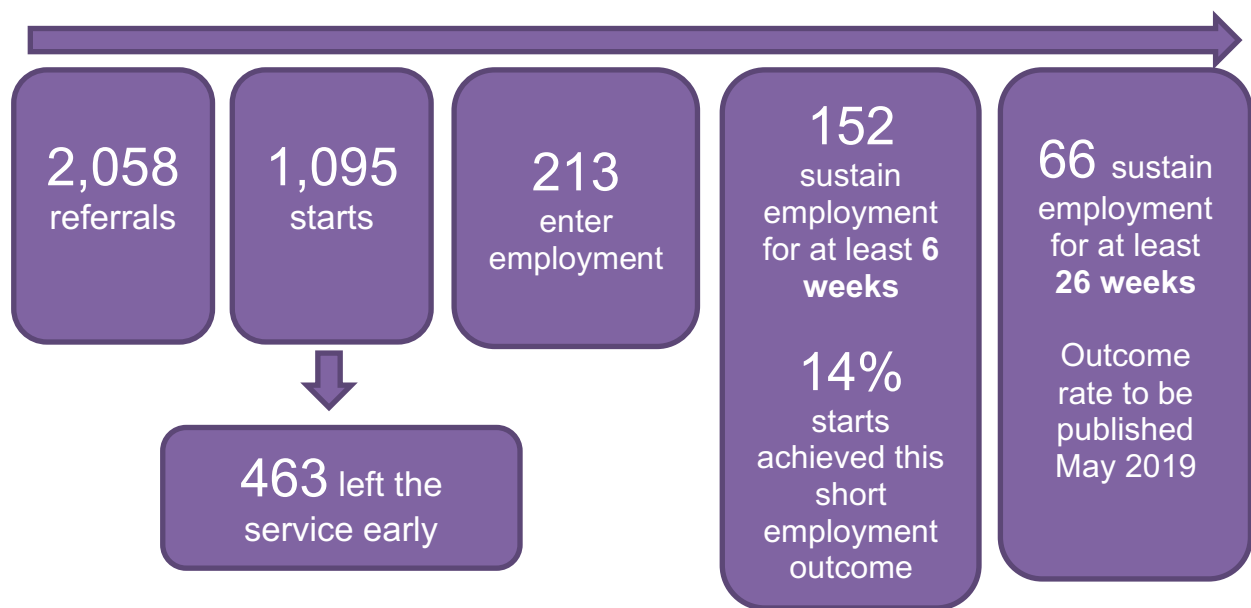 2,058
referrals
1,095
starts
463 left the
service early
213
enter
employment
152
sustain
employment
for at least 6
weeks
14%
starts
achieved this
short
employment
outcome
66 sustain
employment
for at least
26 weeks
Outcome
rate to be
published
May 2019